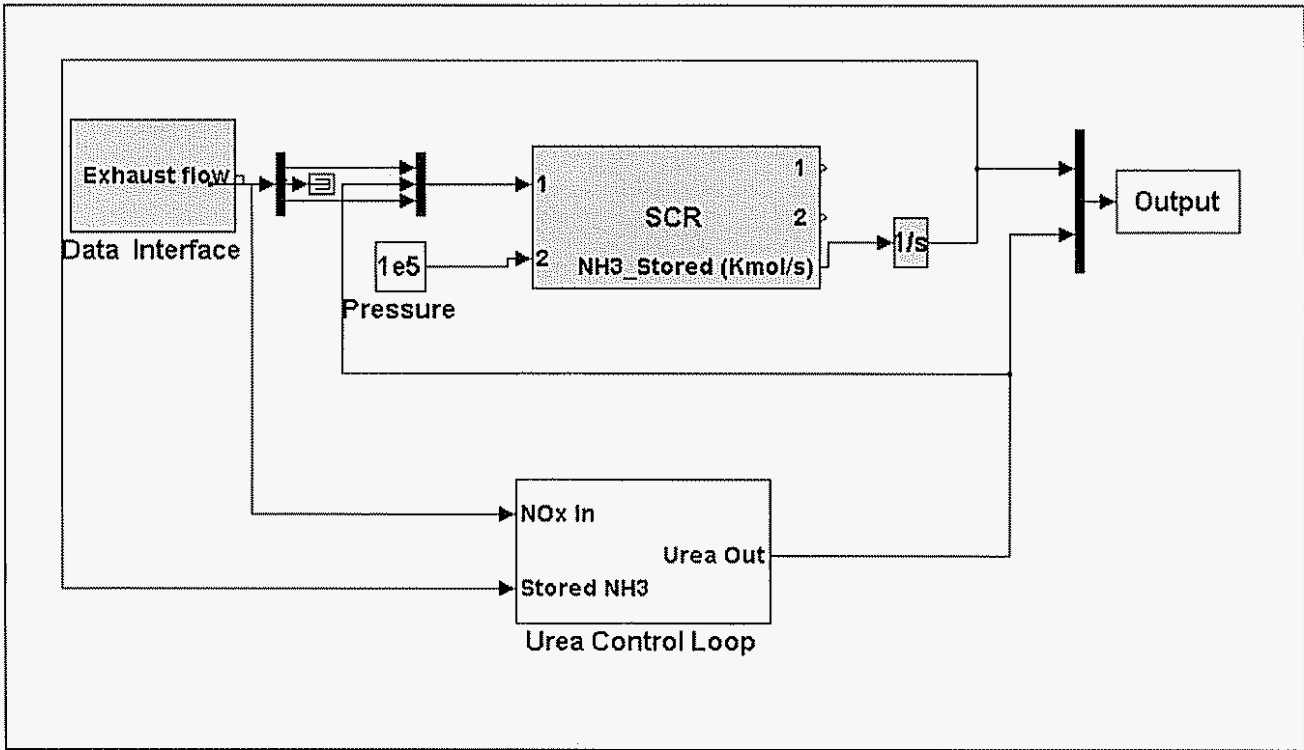 Exhaust flow
Data Interface
1e5
Pressure
1
2
SCR
1
2
NH3_Stored (Kmol/s)
1/s
Output
NOx In
Stored NH3
Urea Out
Urea Control Loop